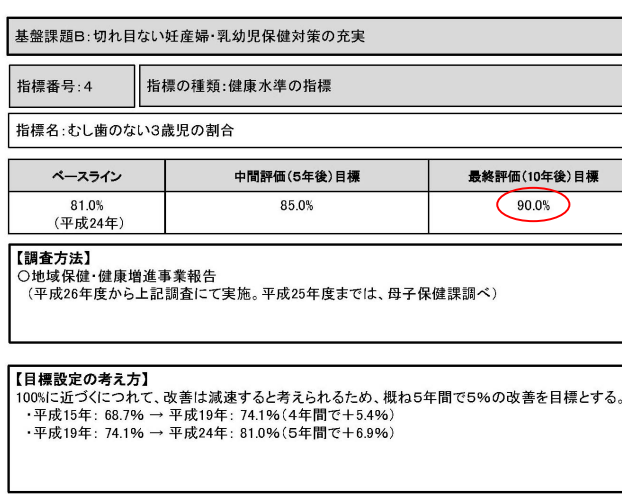 基盤課題B:切れ目ない妊産婦・乳幼児保健対策の充実
指標番号:4
指標の種類:健康水準の指標
指標名:むし歯のない3歳児の割合
ベースライン
中間評価(5年後)目標
最終評価(10年後)目標
81.0%
(平成24年)
85.0%
90.0%
【調査方法】
○地域保健・健康増進事業報告
(平成26年度から上記調査にて実施。平成25年度までは、母子保健課調べ)
【目標設定の考え方】
100%に近づくにつれて、改善は減速すると考えられるため、概ね5年間で5%の改善を目標とする。
・平成15年: 68.7% → 平成19年: 74.1%(4年間で+5.4%)
・平成19年: 74.1% → 平成24年: 81.0%(5年間で+6.9%)